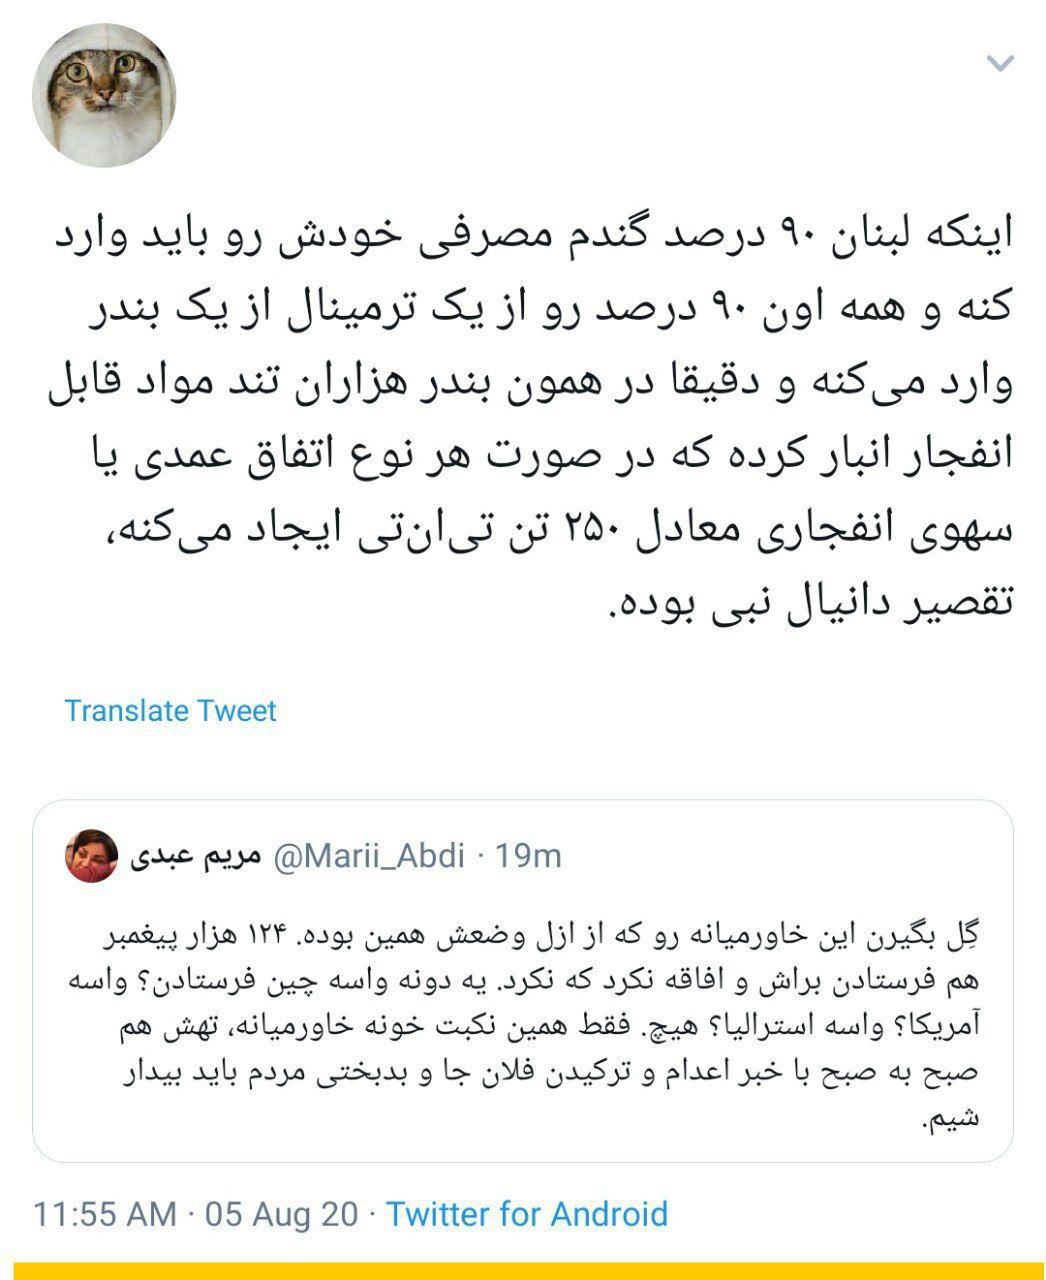 اینکه لبنان ۹۰ درصد گندم مصرفی خودش رو باید وارد
کنه و همه اون ۹۰ درصد رو از یک ترمینال از یک بندر
وارد می‌کنه و دقیقا در همون بندر هزاران تند مواد قابل
انفجار انبار کرده که در صورت هر نوع اتفاق عمدی یا
سهوی انفجاری معادل ۲۵۰ تن تی‌ان‌تی ایجاد می‌کنه،
تقصیر دانیال نبی بوده.
Translate Tweet
مریم عبدی @Marii_Abdi · 19m
گِل بگیرن این خاورمیانه رو که از ازل وضعش همین بوده. ۱۲۴ هزار پیغمبر
هم فرستادن براش و افاقه نکرد که نکرد. یه دونه واسه چین فرستادن؟ واسه
آمریکا؟ واسه استرالیا؟ هیچ. فقط همین نکبت خونه خاورمیانه، تهش هم
صبح به صبح با خبر اعدام و ترکیدن فلان جا و بدبختی مردم باید بیدار
شیم.
11:55 AM · 05 Aug 20 · Twitter for Android